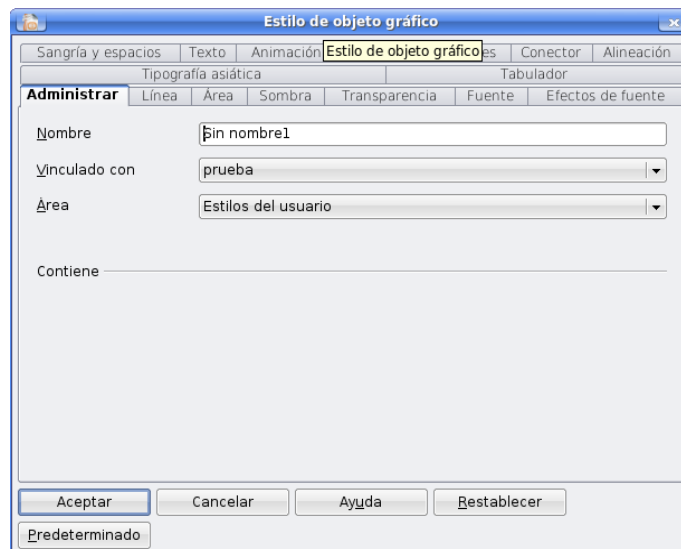 Estilo de objeto gráfico
Sangría y espacios Texto Animación Estilo de objeto gráfico es Conector Alineación
Tipografía asiática Tabulador
Administrar Línea Área Sombra Transparencia Fuente Efectos de fuente
Nombre Sin nombre1
Vinculado con prueba
Área Estilos del usuario
Contiene
Aceptar Cancelar Ayuda Restablecer
Predeterminado